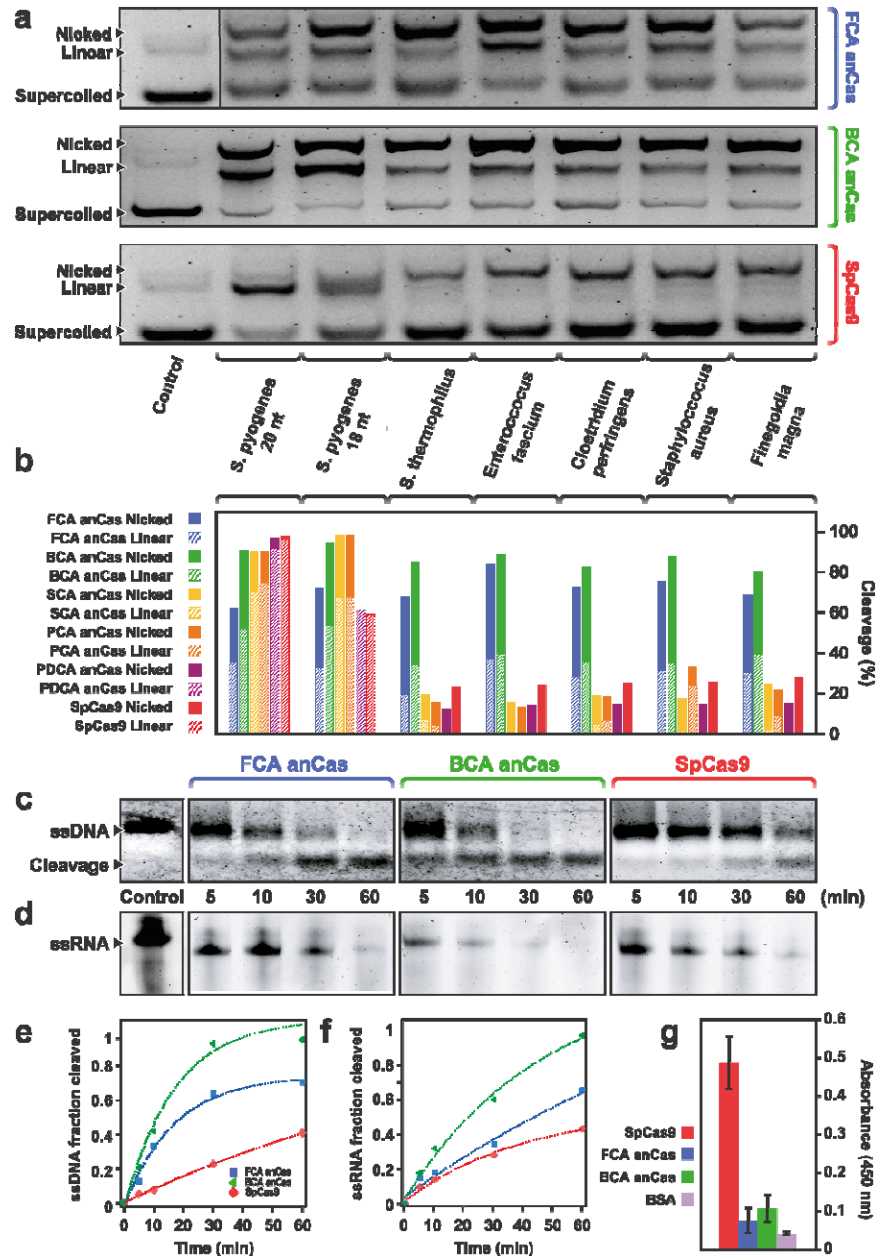 a
Nicked
Linoar
Supercoiled
FCA anCas
Nicked
Linear
Supercoiled
BCA anCas
Nicked
Linear
Supercoiled
SpCas9
Control
S. pyogenes
20 nt
S. pyogenes
18 nt
S. thermophilus
Enteroccocus
fascium
Cloetridium
perfringens
Staphyloccocus
aureus
Finegoldia
magna
b
FCA anCas Nicked
FCA anCas Linear
BCA anCas Nicked
BCA anCas Linear
SCA anCas Nicked
SCA anCas Linear
PCA anCas Nicked
PCA anCas Linear
PDCA anCas Nicked
PDCA anCas Linear
SpCas9 Nicked
SpCas9 Linear
100
80
60
40
20
0
Cleavage (%)
FCA anCas
BCA anCas
SpCas9
c
ssDNA
Cleavage
Control
5
10
30
60
5
10
30
60
5
10
30
60
(min)
d
ssRNA
e
ssDNA fraction cleaved
1
0.8
0.6
0.4
0.2
0
0
10
20
30
40
50
60
Time (min)
FCA anCas
BCA anCas
SpCas9
f
ssRNA fraction cleaved
1
0.8
0.6
0.4
0.2
0
0
10
20
30
40
50
60
Time (min)
g
SpCas9
FCA anCas
BCA anCas
BSA
0.6
0.5
0.4
0.3
0.2
0.1
0
Absorbance (450 nm)